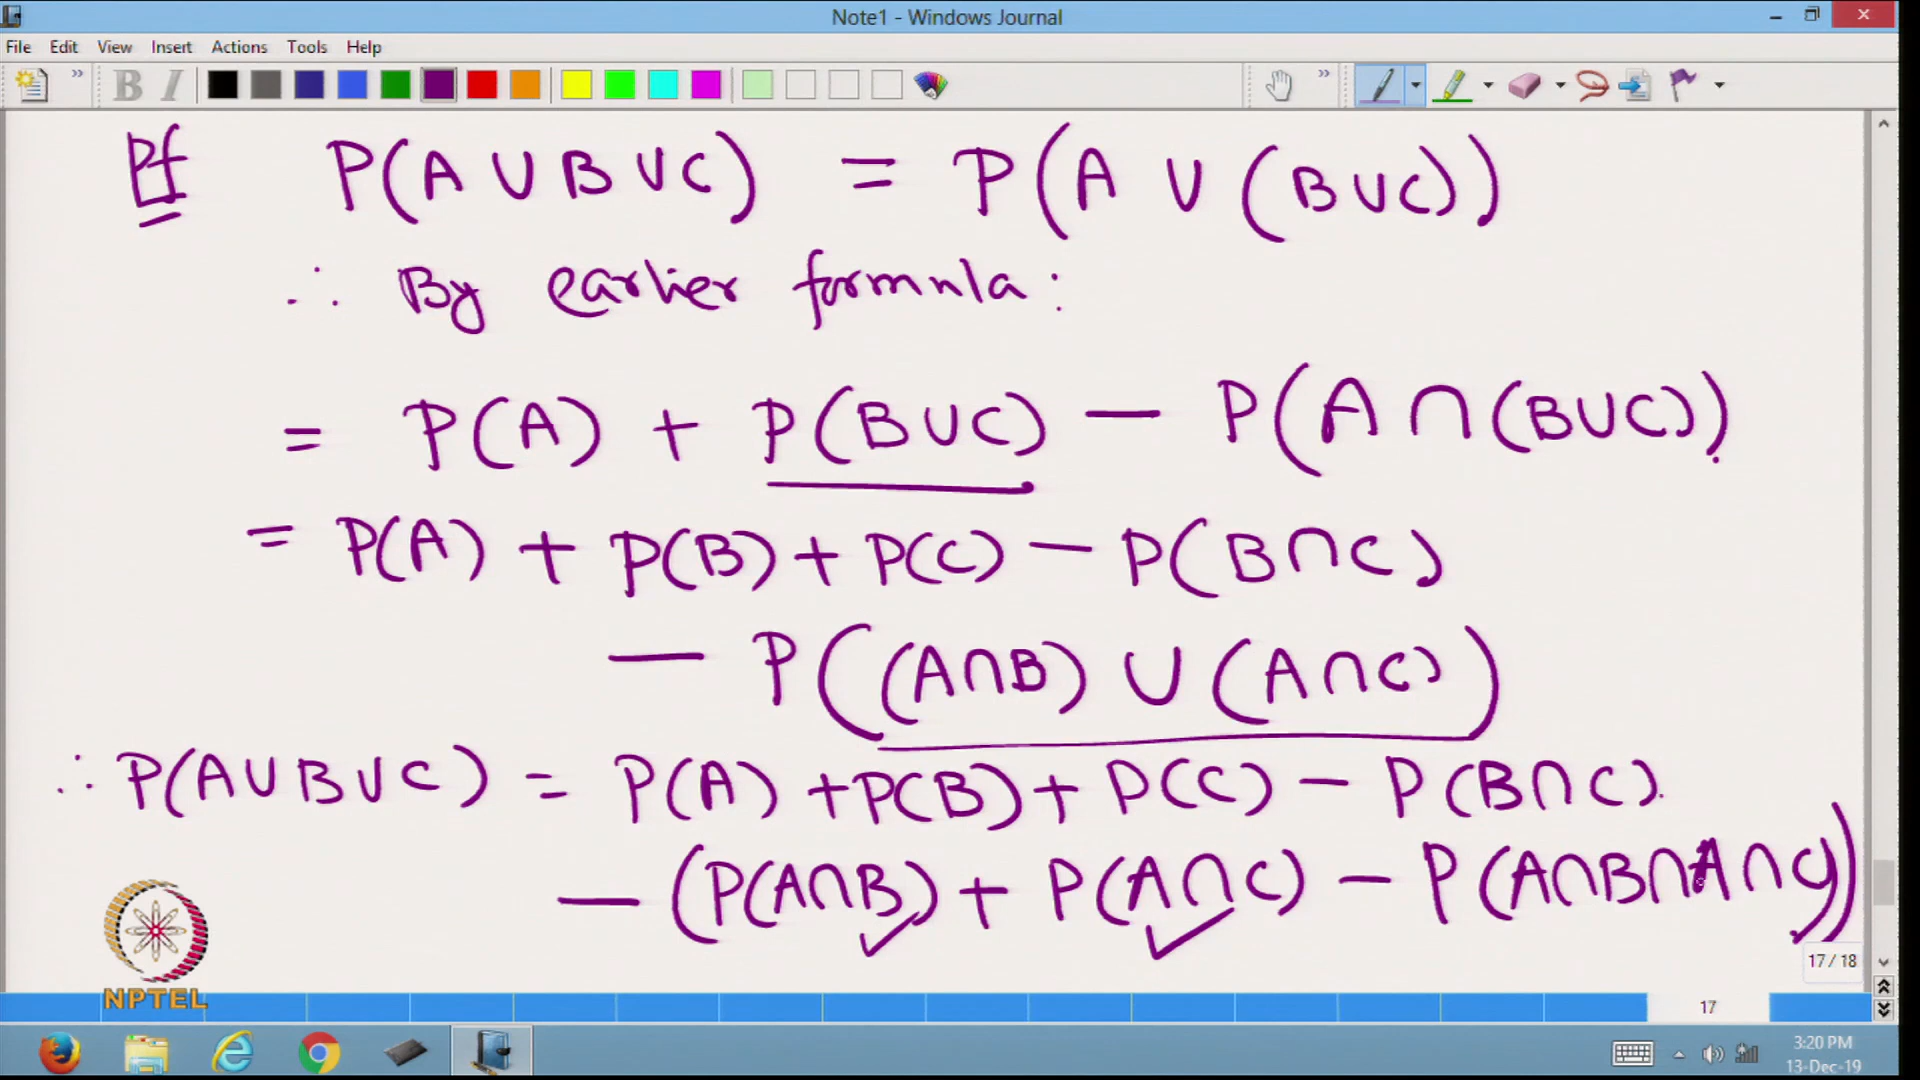 Note1 - Windows Journal
File Edit View Insert Actions Tools Help
B I
Pf P(A ∪ B ∪ C) = P(A ∪ (B ∪ C))
∴ By earlier formula :
= P(A) + P(B ∪ C) — P(A ∩ (B ∪ C))
= P(A) + P(B) + P(C) — P(B ∩ C)
— P((A∩B) ∪ (A∩C))
∴ P(A ∪ B ∪ C) = P(A) + P(B) + P(C) — P(B ∩ C).
— (P(A∩B) + P(A∩C) — P(A∩B∩A∩C))
17 / 18
NPTEL
17
3:20 PM
13-Dec-19